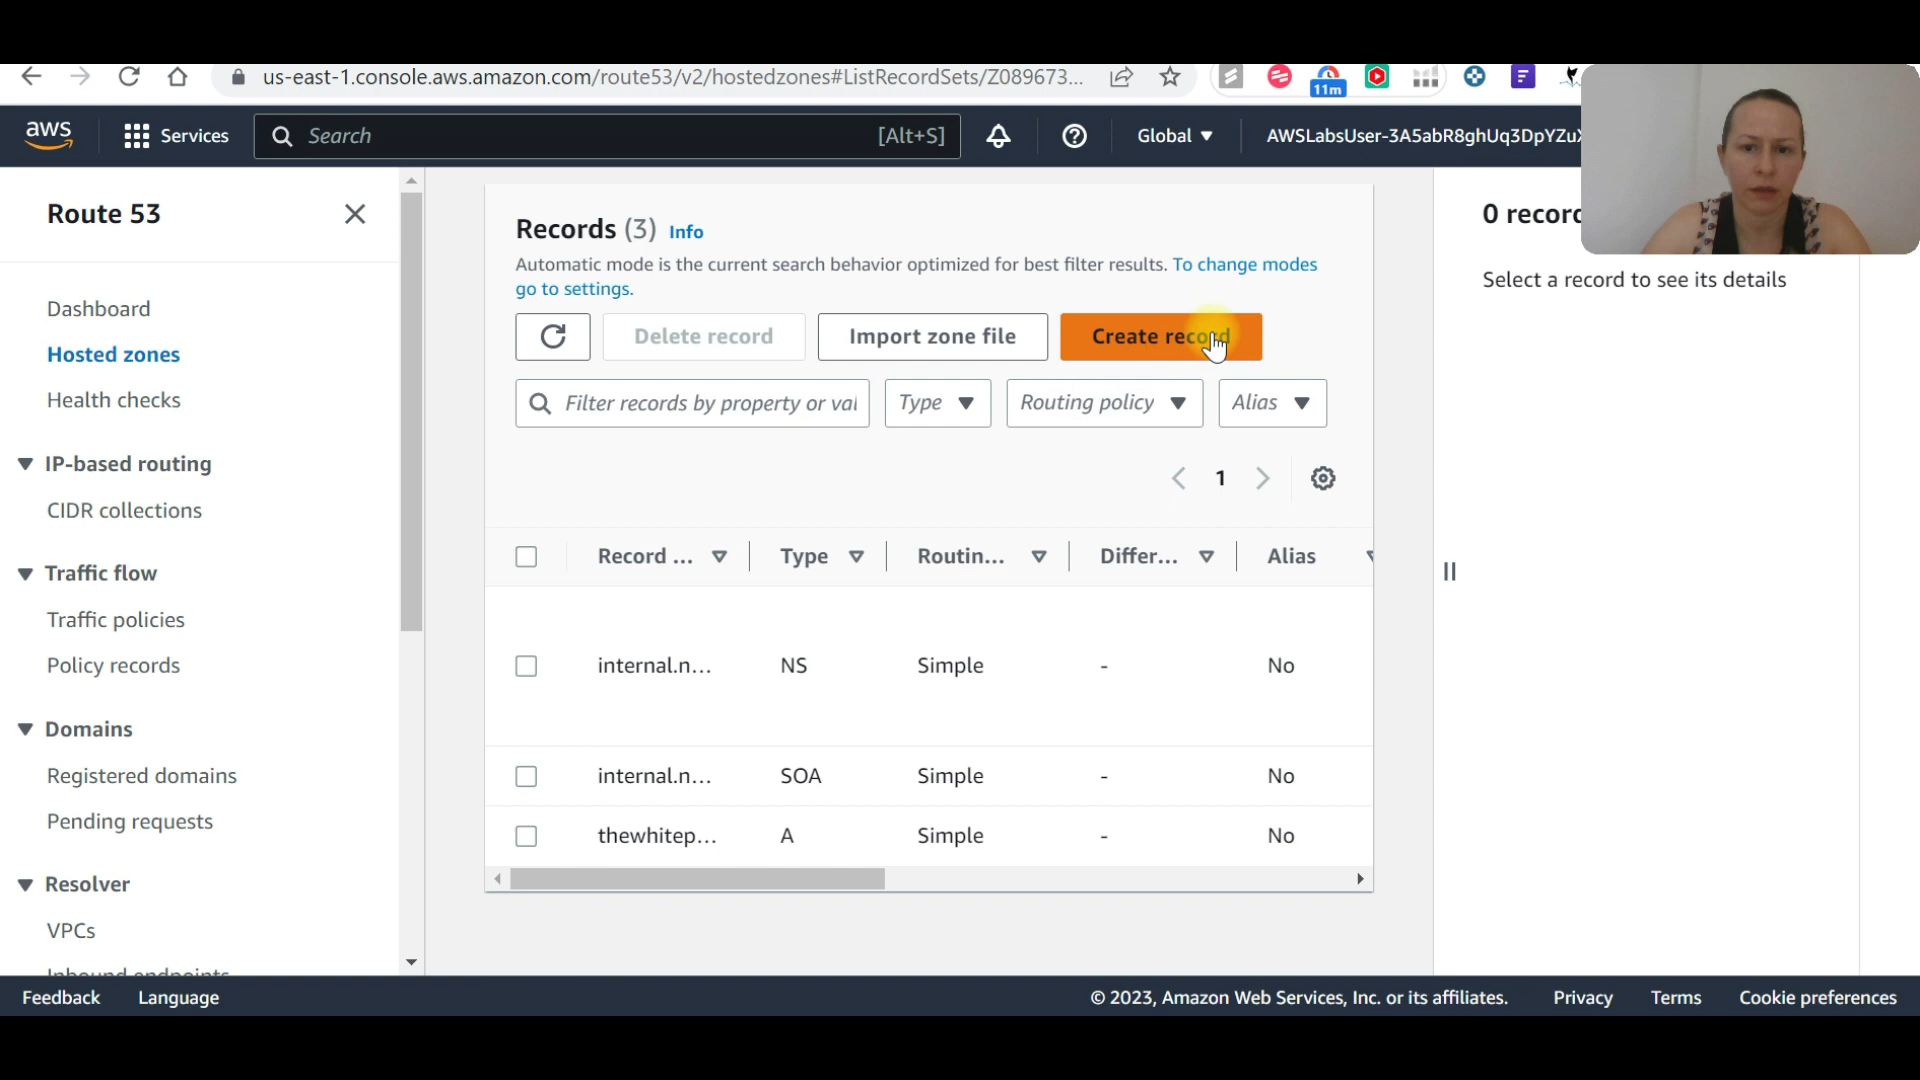 us-east-1.console.aws.amazon.com/route53/v2/hostedzones#ListRecordSets/Z089673...
11m
aws
Services
Search
[Alt+S]
Global
AWSLabsUser-3A5abR8ghUq3DpYZu
Route 53
Dashboard
Hosted zones
Health checks
IP-based routing
CIDR collections
Traffic flow
Traffic policies
Policy records
Domains
Registered domains
Pending requests
Resolver
VPCs
Inbound endpoints
Records (3) Info
Automatic mode is the current search behavior optimized for best filter results. To change modes
go to settings.
Delete record
Import zone file
Create record
Filter records by property or val
Type
Routing policy
Alias
1
Record ... Type Routin... Differ... Alias
internal.n... NS Simple - No
internal.n... SOA Simple - No
thewhitep... A Simple - No
0 record
Select a record to see its details
Feedback
Language
© 2023, Amazon Web Services, Inc. or its affiliates.
Privacy
Terms
Cookie preferences